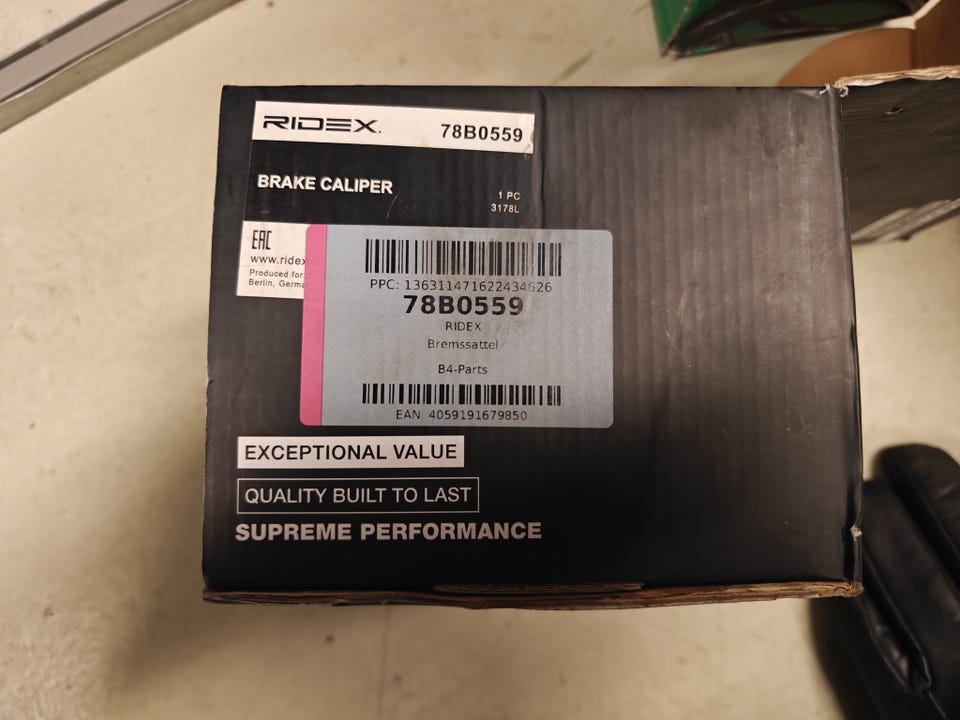 RIDEX.
78B0559
BRAKE CALIPER
1 PC
3178L
EAC
www.ridex
Produced for:
Berlin, Germa
PPC: 136311471622434626
78B0559
RIDEX
Bremssattel
B4-Parts
EAN: 4059191679850
EXCEPTIONAL VALUE
QUALITY BUILT TO LAST
SUPREME PERFORMANCE